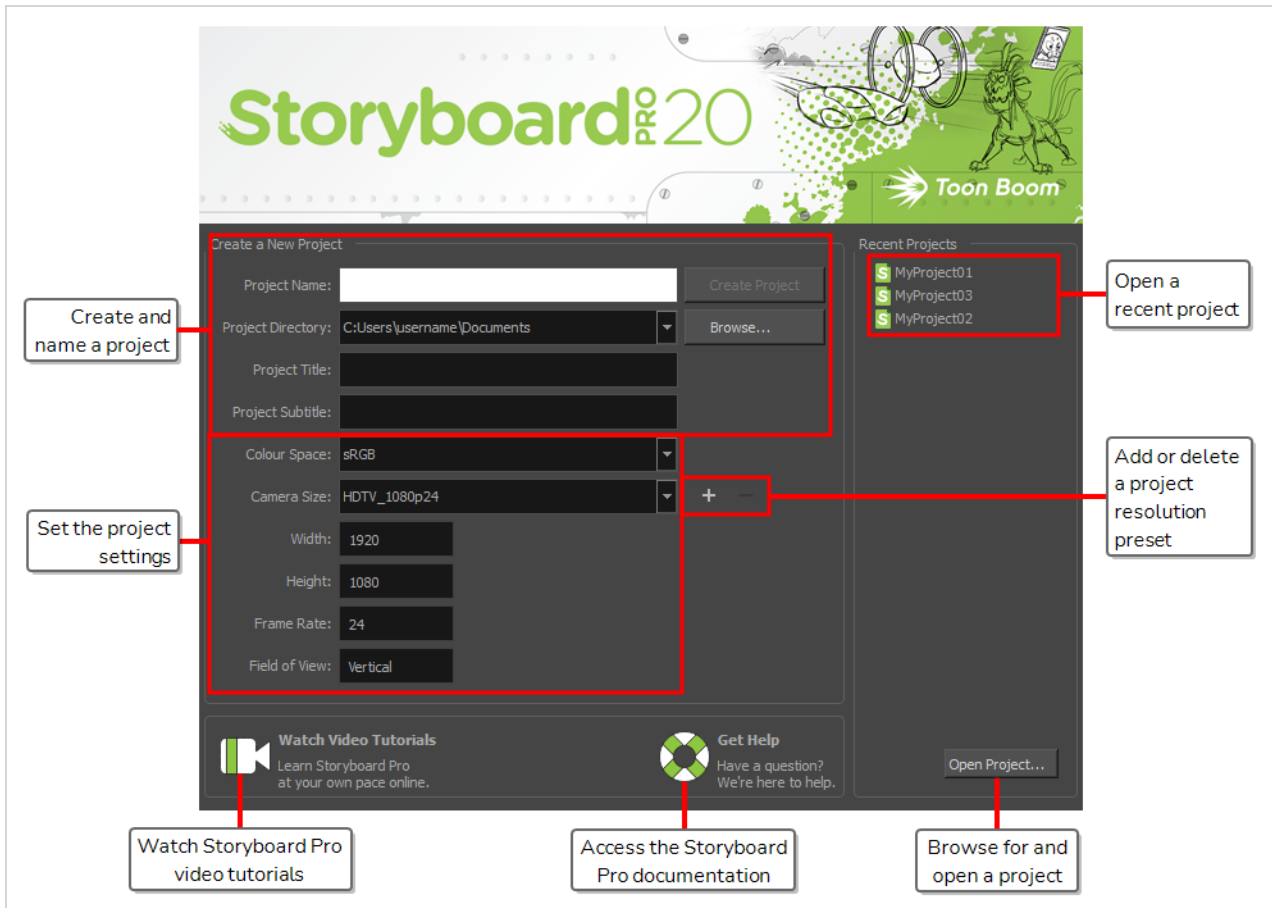 Storyboard PRO 20
Toon Boom
Create a New Project
Project Name:
Create Project
Project Directory: C:Users\username\Documents
Browse...
Project Title:
Project Subtitle:
Colour Space: sRGB
Camera Size: HDTV_1080p24
+ −
Width: 1920
Height: 1080
Frame Rate: 24
Field of View: Vertical
Recent Projects
S MyProject01
S MyProject03
S MyProject02
Watch Video Tutorials
Learn Storyboard Pro
at your own pace online.
Get Help
Have a question?
We're here to help.
Open Project...
Create and
name a project
Set the project
settings
Open a
recent project
Add or delete
a project
resolution
preset
Watch Storyboard Pro
video tutorials
Access the Storyboard
Pro documentation
Browse for and
open a project